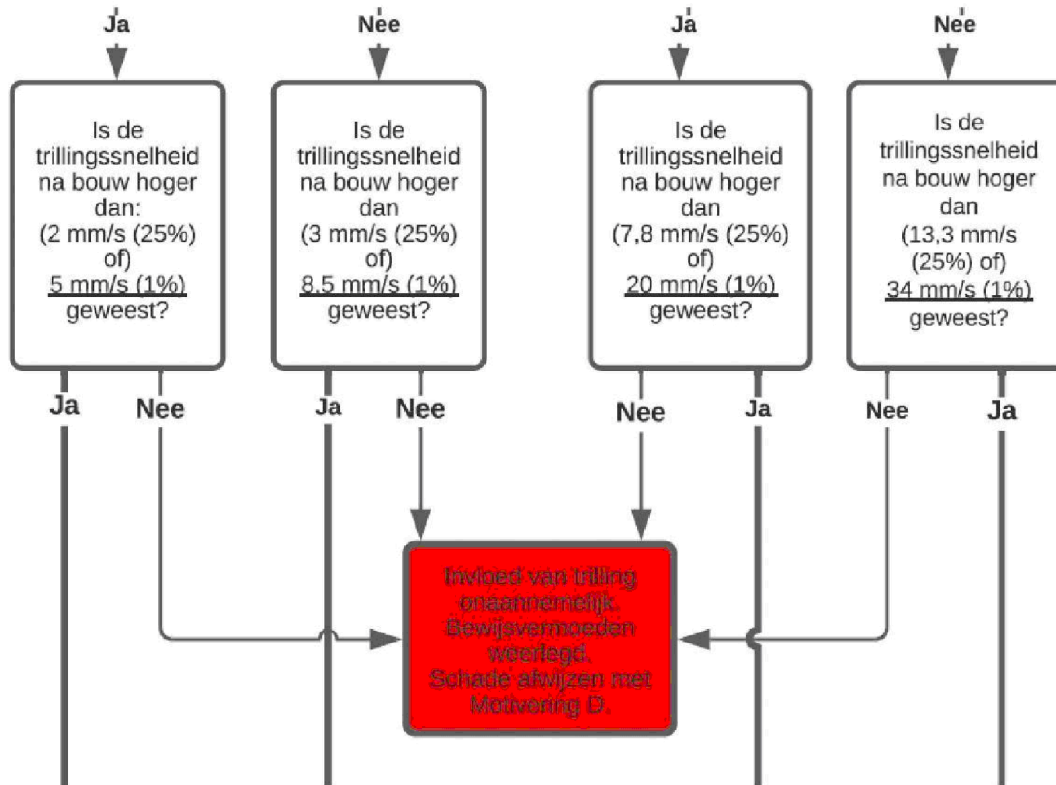 Ja
Nee
Ja
Nee
Is de
trillingssnelheid
na bouw hoger
dan:
(2 mm/s (25%)
of)
5 mm/s (1%)
geweest?
Is de
trillingssnelheid
na bouw hoger
dan
(3 mm/s (25%)
of)
8.5 mm/s (1%)
geweest?
Is de
trillingssnelheid
na bouw hoger
dan
(7,8 mm/s (25%)
of)
20 mm/s (1%)
geweest?
Is de
trillingssnelheid
na bouw hoger
dan
(13,3 mm/s
(25%) of)
34 mm/s (1%)
geweest?
Ja
Nee
Ja
Nee
Nee
Ja
Nee
Ja
Invloed van trilling
onaannemelijk.
Bewijsvermoeden
weerlegd.
Schade afwijzen met
Motivering D.